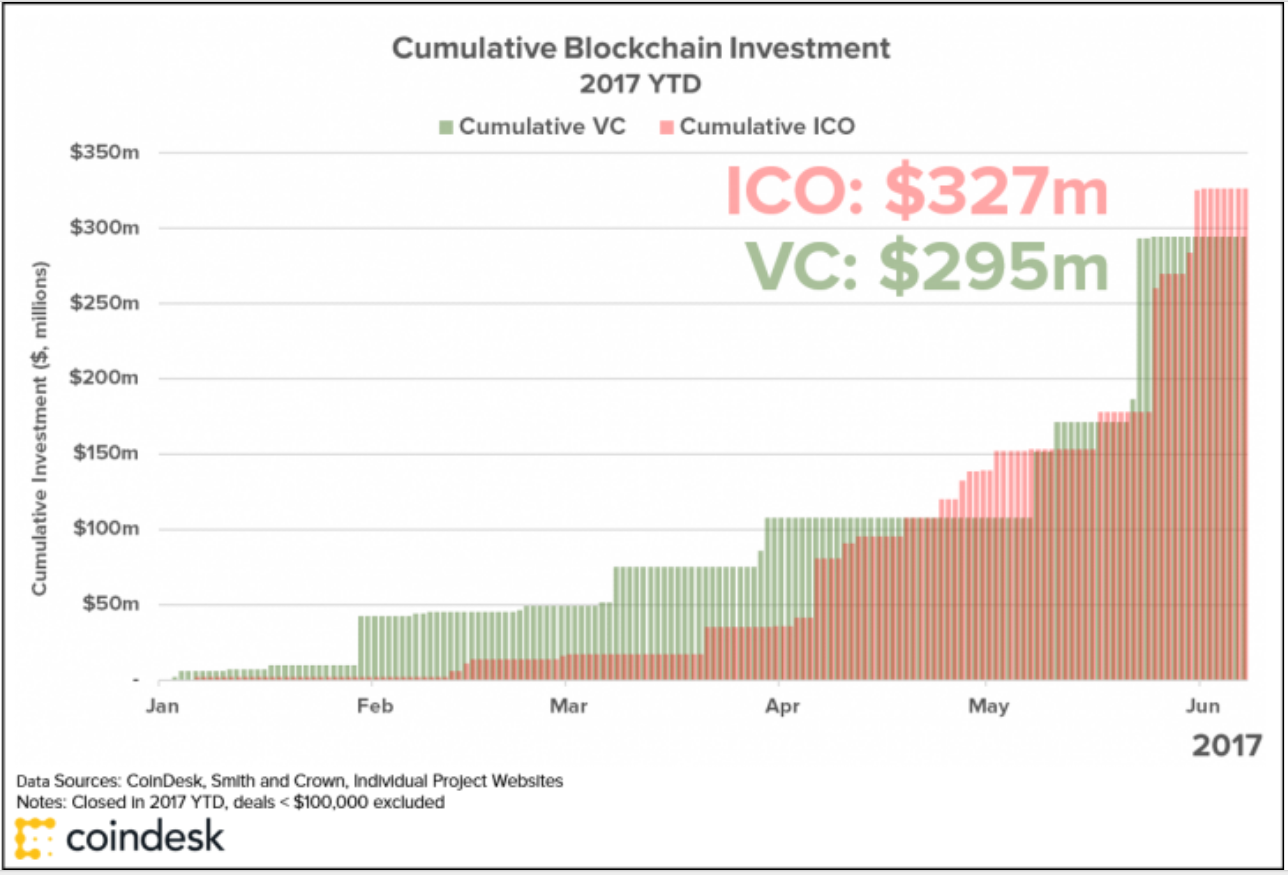 Cumulative Blockchain Investment
2017 YTD
Cumulative VC Cumulative ICO
$350m
ICO: $327m
$300m
VC: $295m
$250m
$200m
$150m
$100m
$50m
-
Cumulative Investment ($, millions)
Jan Feb Mar Apr May Jun
2017
Data Sources: CoinDesk, Smith and Crown, Individual Project Websites
Notes: Closed in 2017 YTD, deals < $100,000 excluded
coindesk